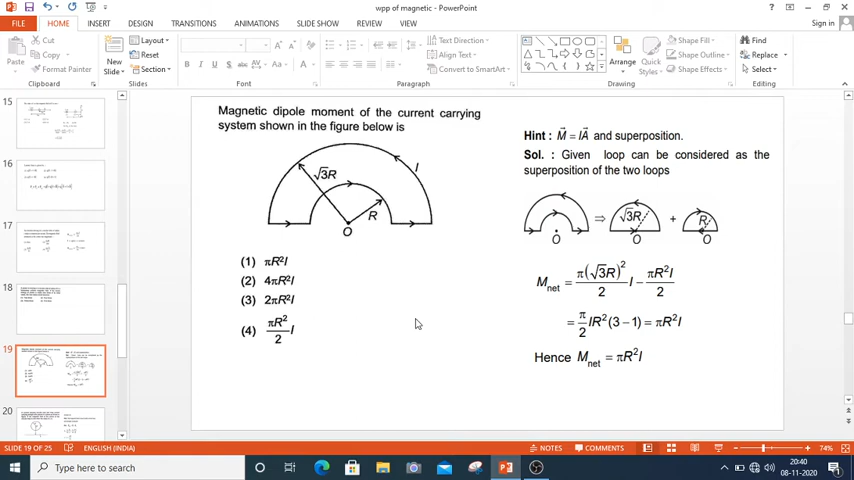 wpp of magnetic - PowerPoint
Sign in
FILE HOME INSERT DESIGN TRANSITIONS ANIMATIONS SLIDE SHOW REVIEW VIEW
Cut
Copy
Format Painter
Paste
Clipboard
New Slide
Layout
Reset
Section
Slides
B I U S
Font
Paragraph
Text Direction
Align Text
Convert to SmartArt
Arrange
Quick Styles
Shape Fill
Shape Outline
Shape Effects
Drawing
Find
Replace
Select
Editing
15
16
17
18
19
20
Magnetic dipole moment of the current carrying
system shown in the figure below is
I
√3R
R
O
(1) πR²I
(2) 4πR²I
(3) 2πR²I
(4) πR²/2 I
Hint : M⃗ = IA⃗ and superposition.
Sol. : Given loop can be considered as the
superposition of the two loops
O ⇒ √3R O + R O
Mnet = π(√3R)²/2 I − πR²I/2
= π/2 IR²(3 − 1) = πR²I
Hence Mnet = πR²I
SLIDE 19 OF 25 ENGLISH (INDIA) NOTES COMMENTS 74%
Type here to search
20:40
08-11-2020